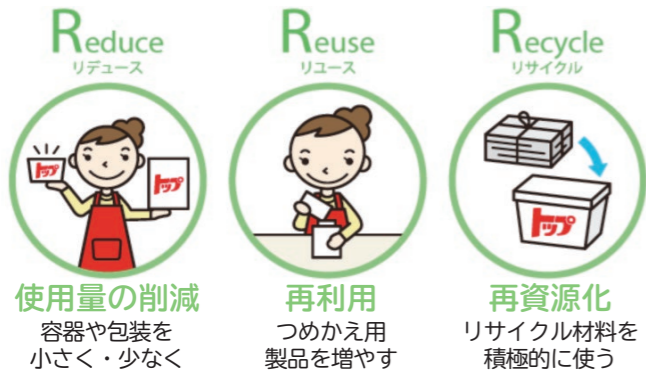 Reduce
リデュース
トップ
トップ
使用量の削減
容器や包装を
小さく・少なく
Reuse
リユース
再利用
つめかえ用
製品を増やす
Recycle
リサイクル
トップ
再資源化
リサイクル材料を
積極的に使う